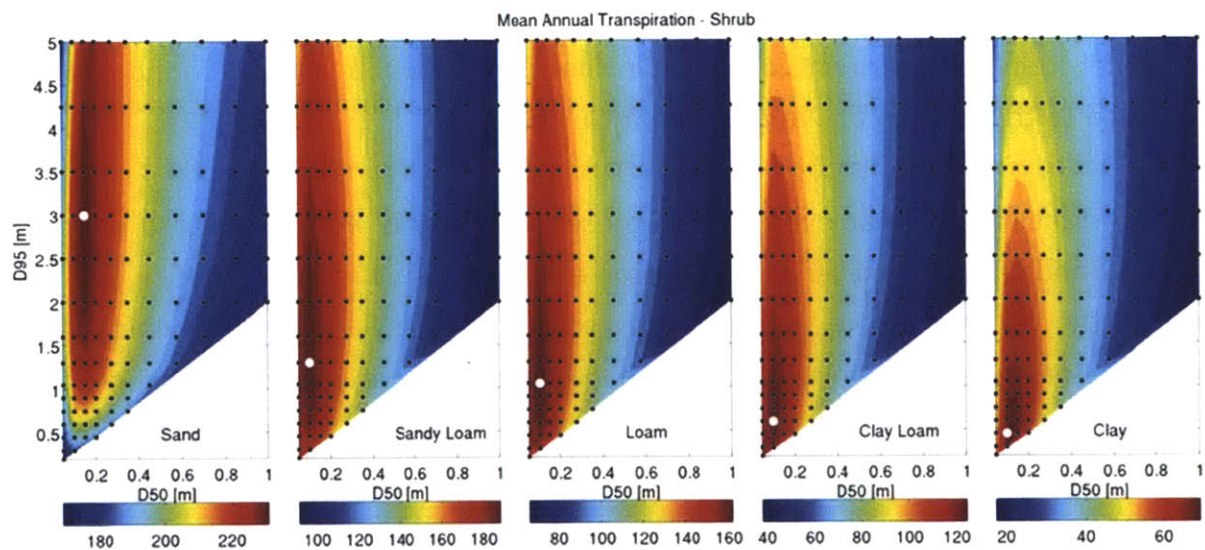 Mean Annual Transpiration - Shrub
D95 [m]
5
4.5
4
3.5
3
2.5
2
1.5
1
0.5
Sand
Sandy Loam
Loam
Clay Loam
Clay
0.2 0.4 0.6 0.8 1
0.2 0.4 0.6 0.8 1
0.2 0.4 0.6 0.8 1
0.2 0.4 0.6 0.8 1
0.2 0.4 0.6 0.8 1
D50 [m]
D50 [m]
D50 [m]
D50 [m]
D50 [m]
180 200 220
100 120 140 160 180
80 100 120 140 160
40 60 80 100 120
20 40 60